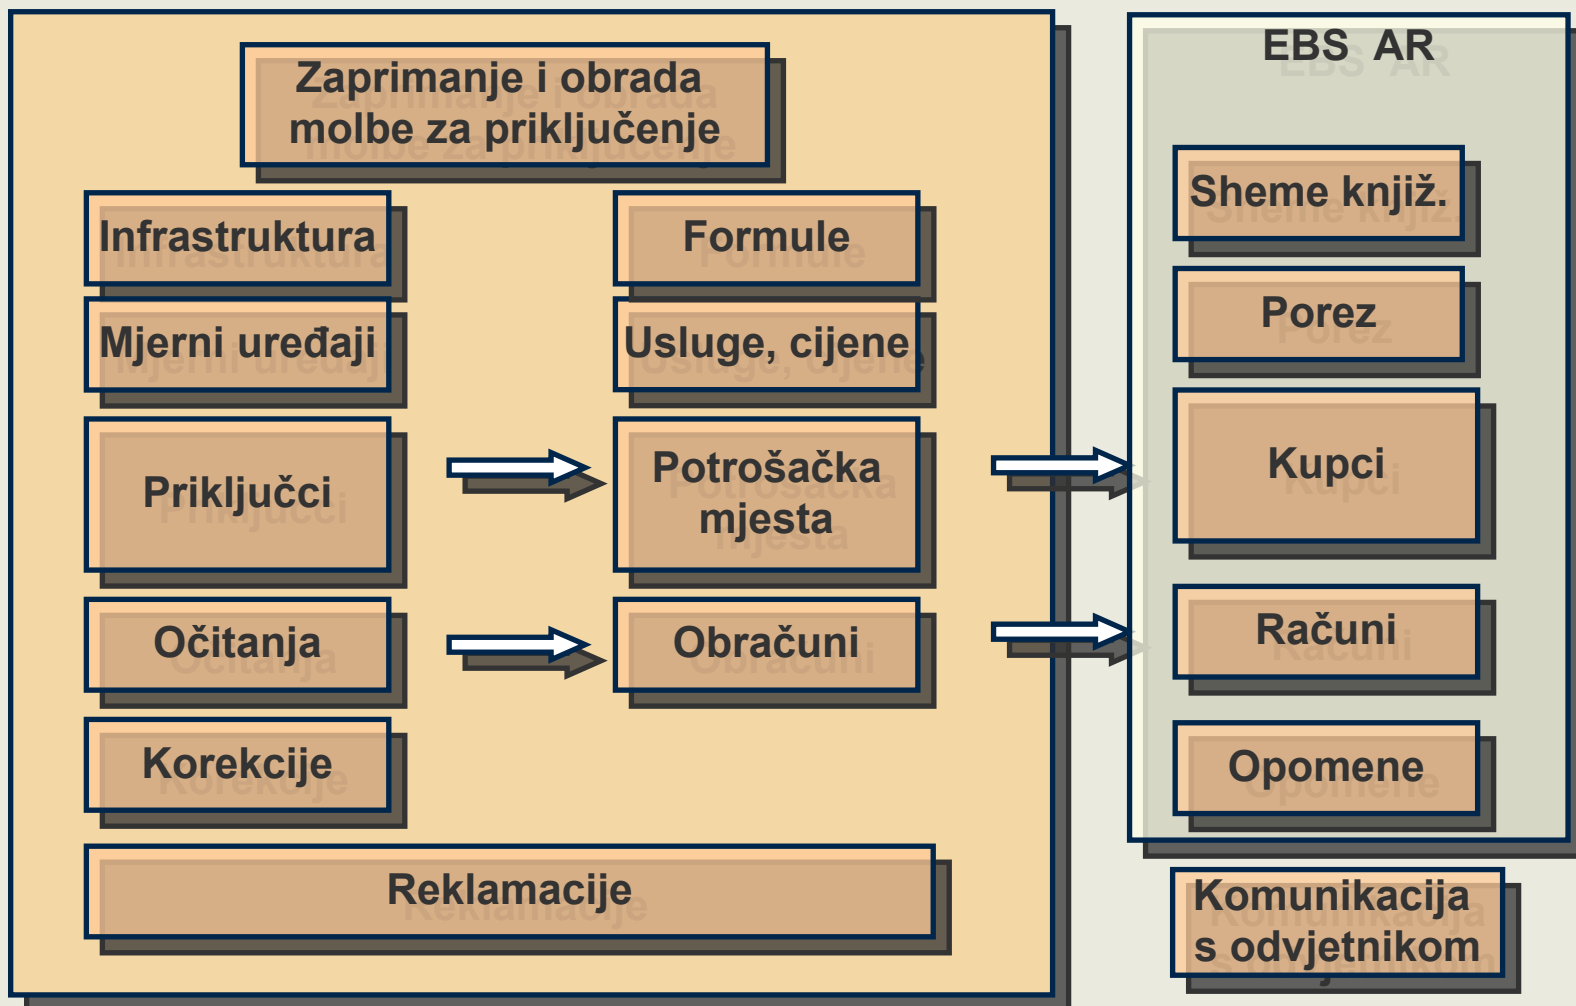 Zaprimanje i obrada
molbe za priključenje
Infrastruktura
Formule
Mjerni uređaji
Usluge, cijene
Priključci
Potrošačka
mjesta
Očitanja
Obračuni
Korekcije
Reklamacije
EBS AR
Sheme knjiž.
Porez
Kupci
Računi
Opomene
Komunikacija
s odvjetnikom